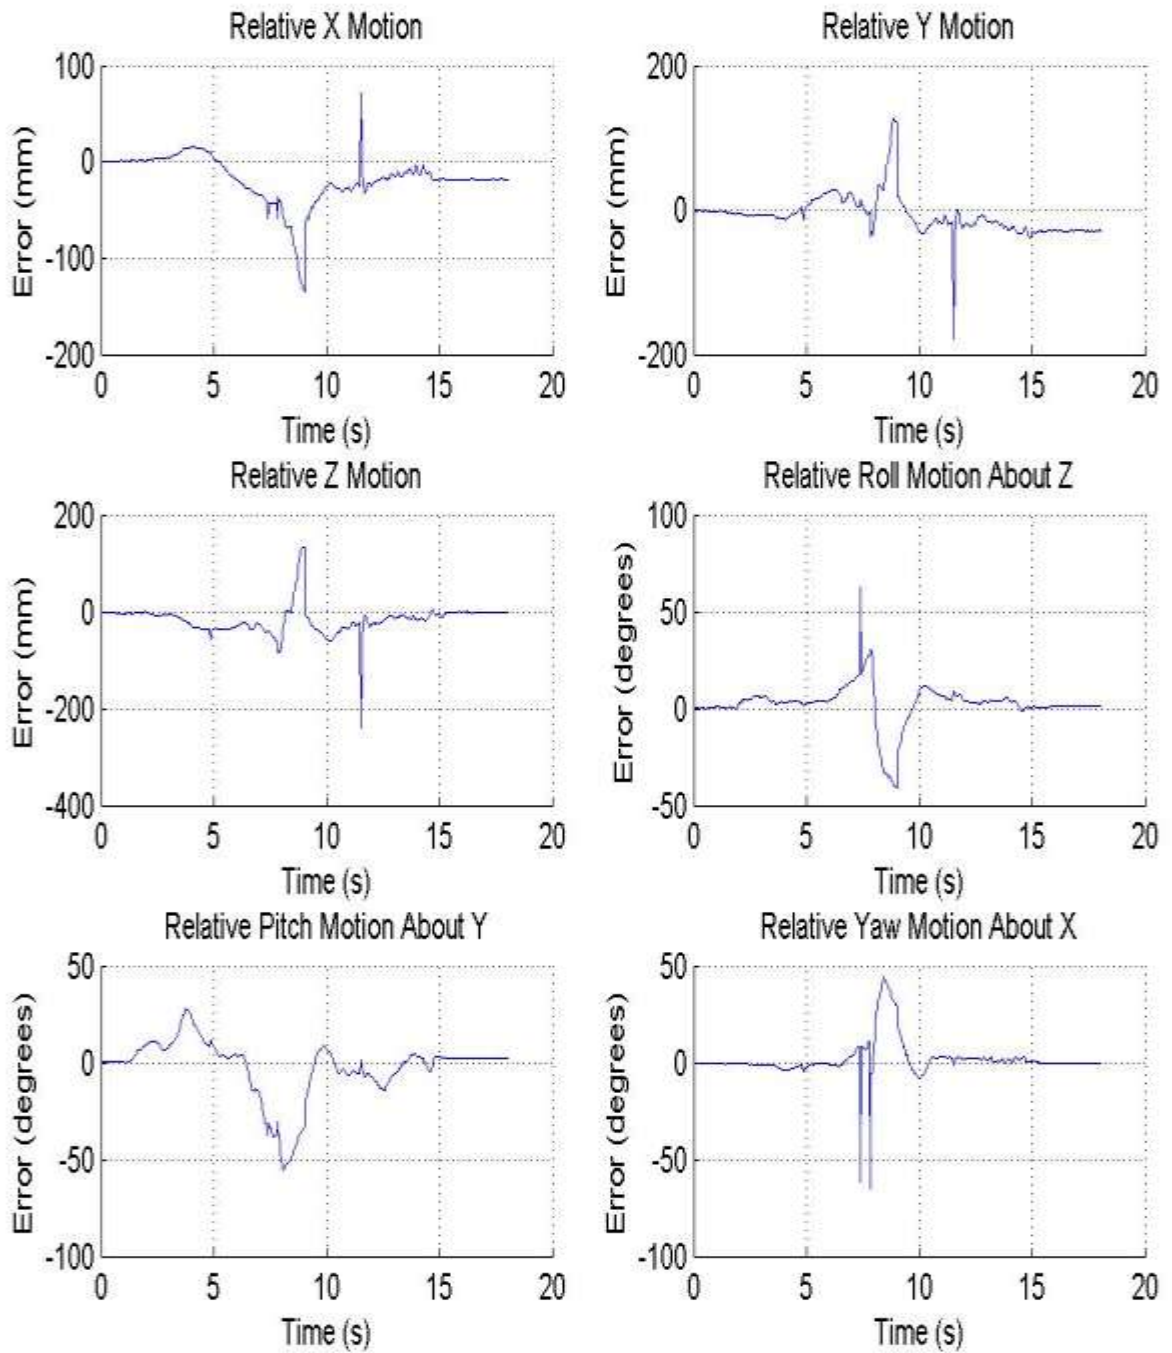 Relative X Motion
Relative Y Motion
100
0
-100
-200
Error (mm)
0 5 10 15 20
Time (s)
200
0
-200
Error (mm)
0 5 10 15 20
Time (s)
Relative Z Motion
Relative Roll Motion About Z
200
0
-200
-400
Error (mm)
0 5 10 15 20
Time (s)
100
50
0
-50
Error (degrees)
0 5 10 15 20
Time (s)
Relative Pitch Motion About Y
Relative Yaw Motion About X
50
0
-50
-100
Error (degrees)
0 5 10 15 20
Time (s)
50
0
-50
-100
Error (degrees)
0 5 10 15 20
Time (s)